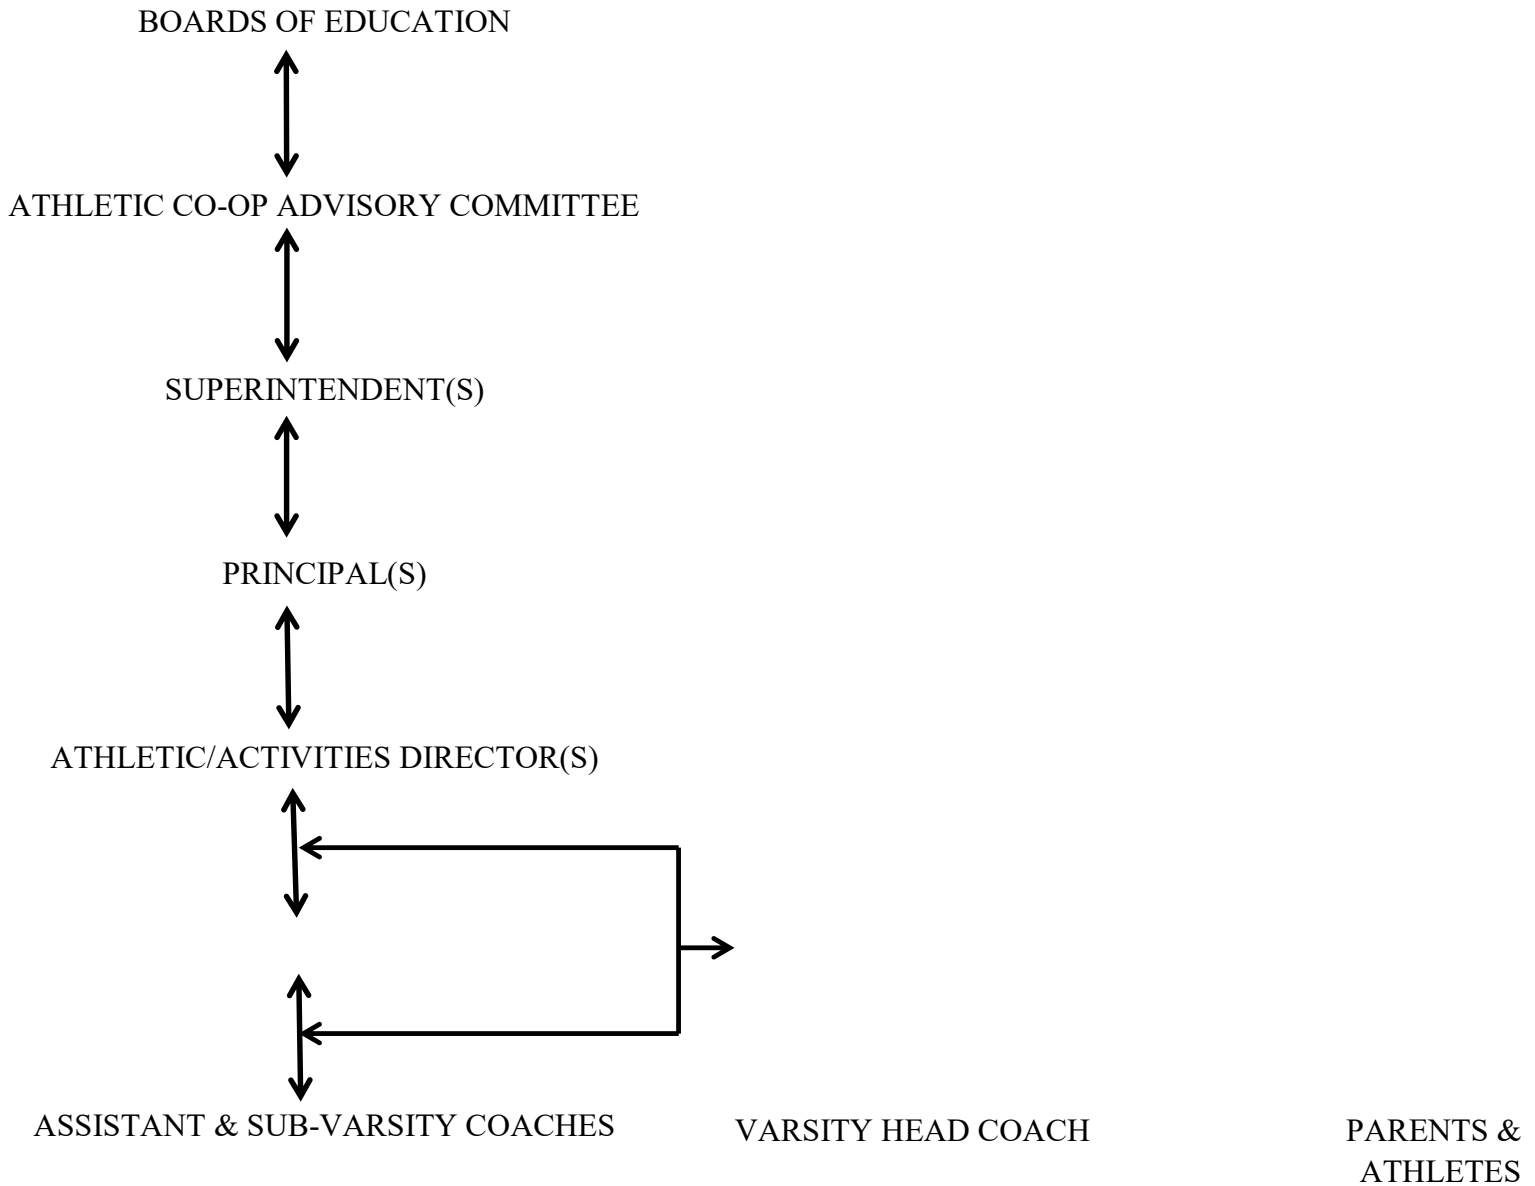 BOARDS OF EDUCATION
ATHLETIC CO-OP ADVISORY COMMITTEE
SUPERINTENDENT(S)
PRINCIPAL(S)
ATHLETIC/ACTIVITIES DIRECTOR(S)
ASSISTANT & SUB-VARSITY COACHES
VARSITY HEAD COACH
PARENTS &
ATHLETES